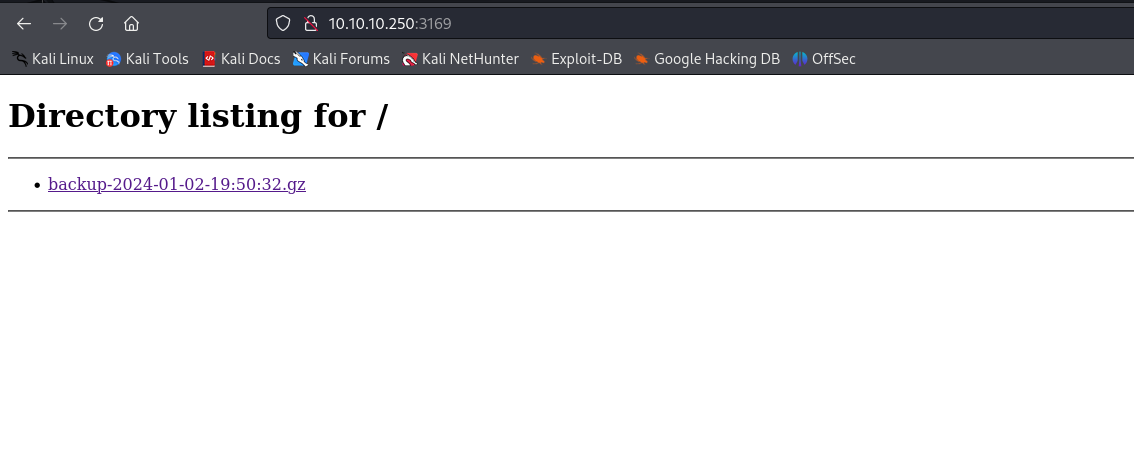 10.10.10.250:3169
Kali Linux Kali Tools Kali Docs Kali Forums Kali NetHunter Exploit-DB Google Hacking DB OffSec
Directory listing for /
backup-2024-01-02-19:50:32.gz